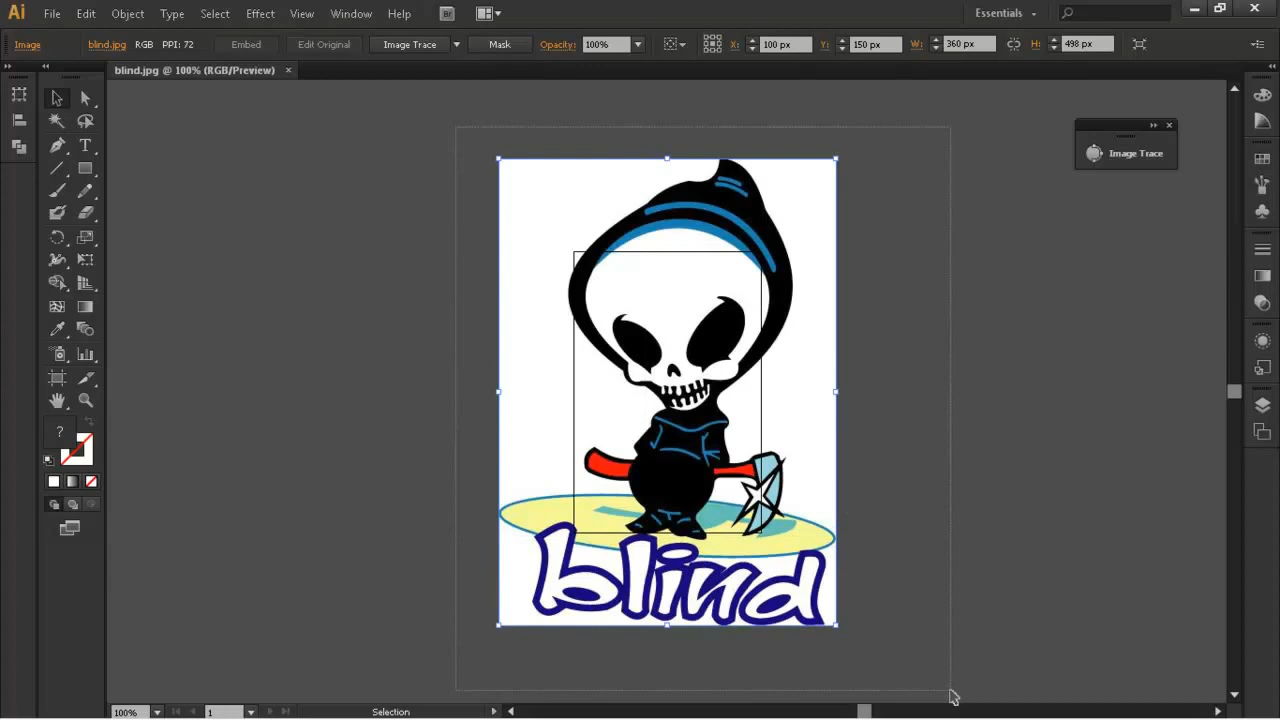 Ai File Edit Object Type Select Effect View Window Help Br Essentials
Image blind.jpg RGB PPI: 72 Embed Edit Original Image Trace Mask Opacity: 100% X: 100 px Y: 150 px W: 360 px H: 498 px
blind.jpg @ 100% (RGB/Preview)
Image Trace
?
blind
100% 1 Selection